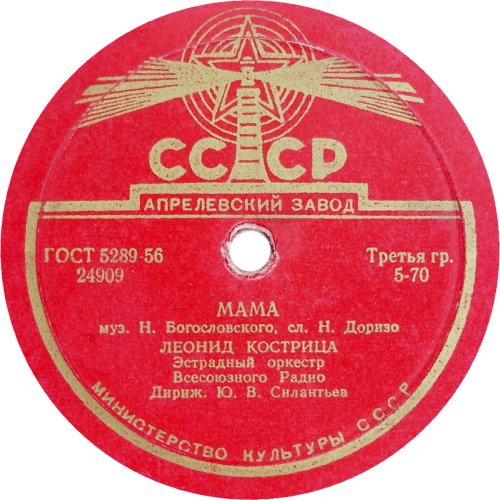 СССР
АПРЕЛЕВСКИЙ ЗАВОД
ГОСТ 5289-56
24909
Третья гр.
5-70
МАМА
муз. Н. Богословского, сл. Н. Доризо
ЛЕОНИД КОСТРИЦА
Эстрадный оркестр
Всесоюзного Радио
Дириж. Ю. В. Силантьев
МИНИСТЕРСТВО КУЛЬТУРЫ СССР